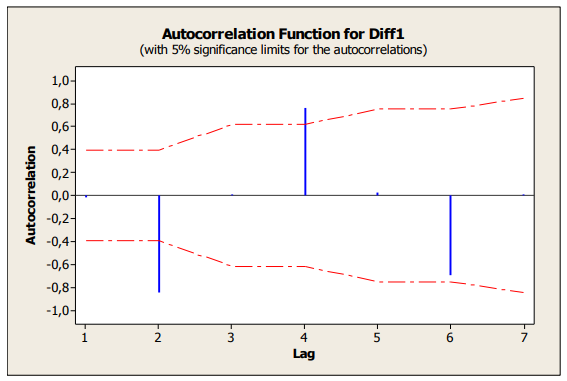 Autocorrelation Function for Diff1
(with 5% significance limits for the autocorrelations)
1,0
0,8
0,6
0,4
0,2
0,0
-0,2
-0,4
-0,6
-0,8
-1,0
Autocorrelation
1 2 3 4 5 6 7
Lag